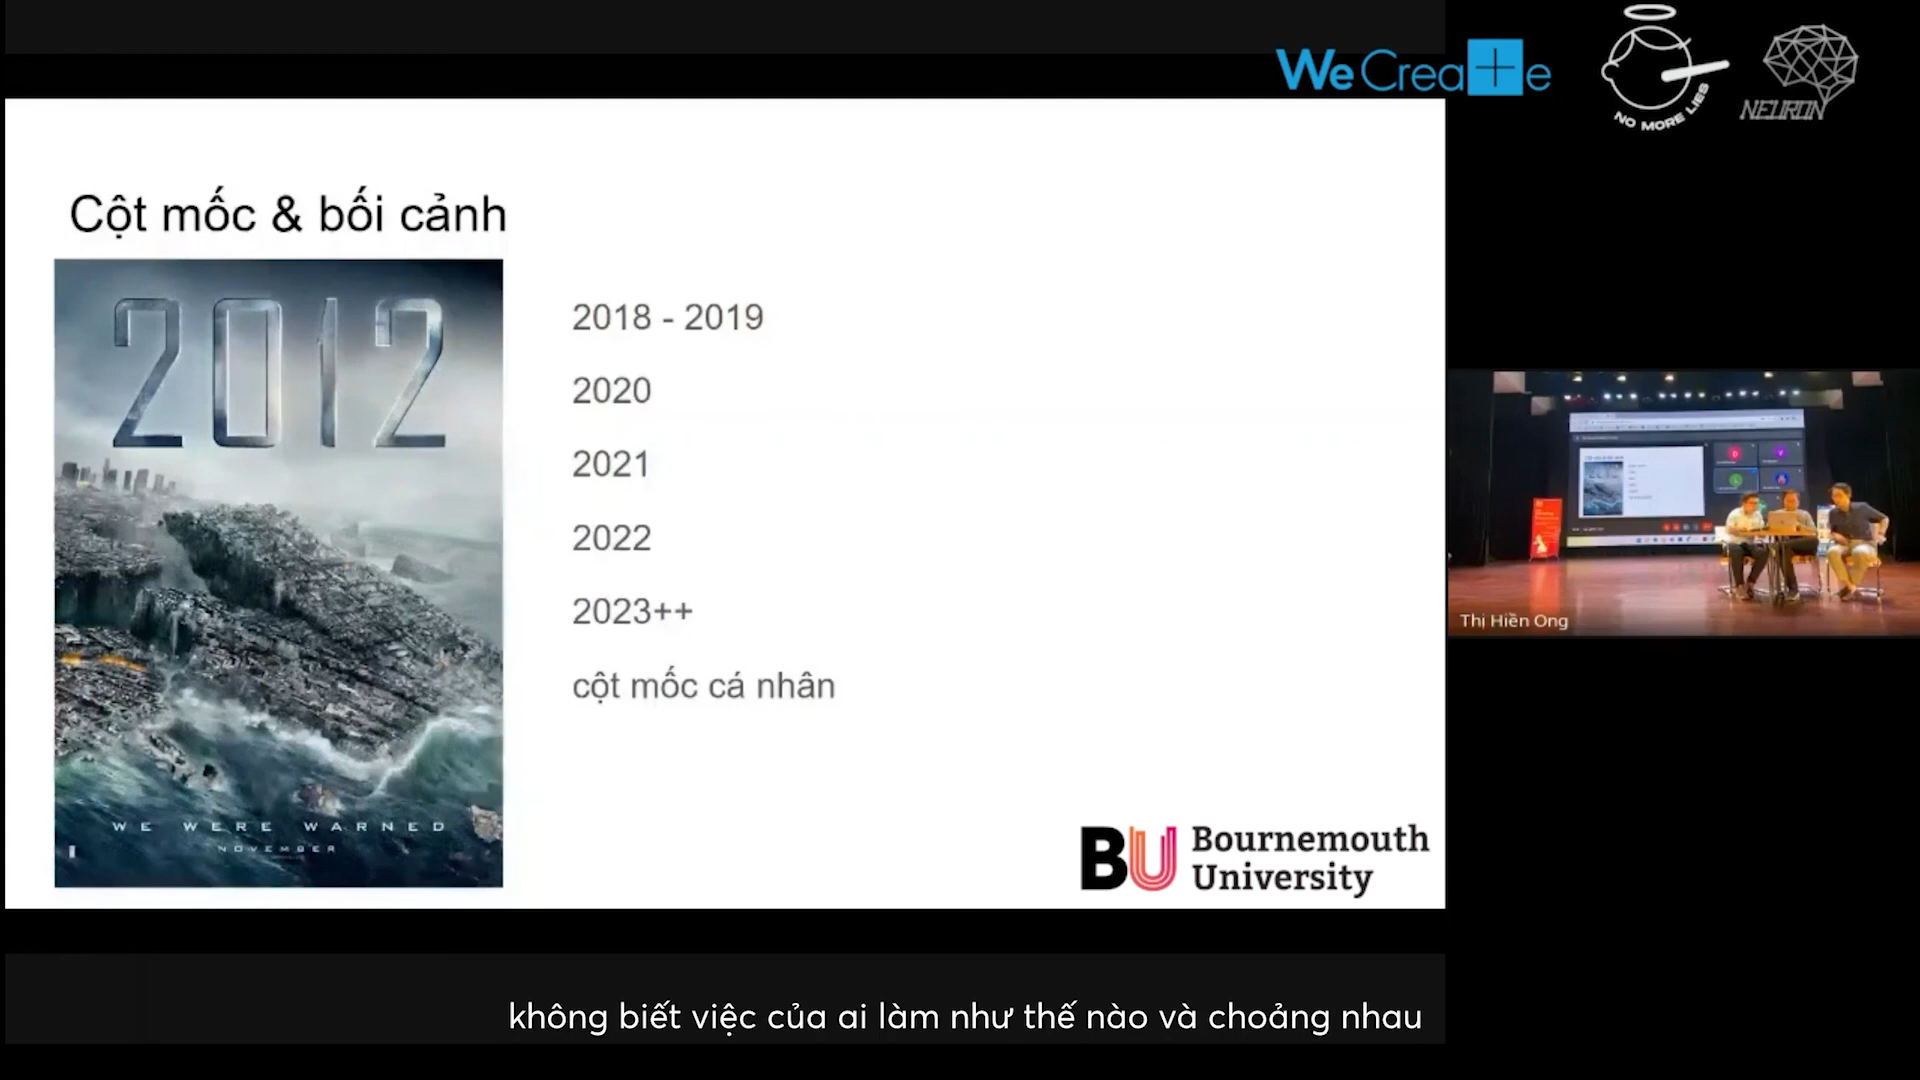 WeCreate
NO MORE LIES
NEURON
Cột mốc & bối cảnh
2012
WE WERE WARNED
NOVEMBER
2018 - 2019
2020
2021
2022
2023++
cột mốc cá nhân
BU Bournemouth
University
Thị Hiền Ong
không biết việc của ai làm như thế nào và choảng nhau